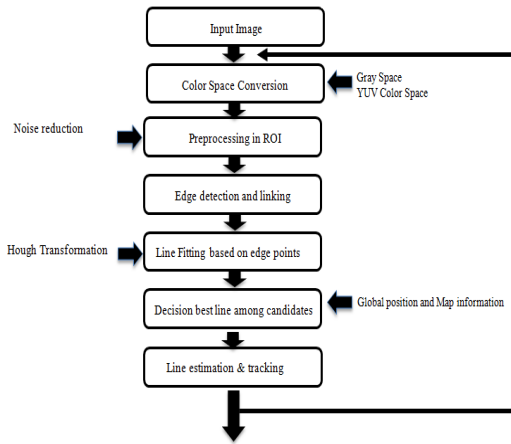 Input Image
Color Space Conversion
Gray Space
YUV Color Space
Noise reduction
Preprocessing in ROI
Edge detection and linking
Hough Transformation
Line Fitting based on edge points
Decision best line among candidates
Global position and Map information
Line estimation & tracking